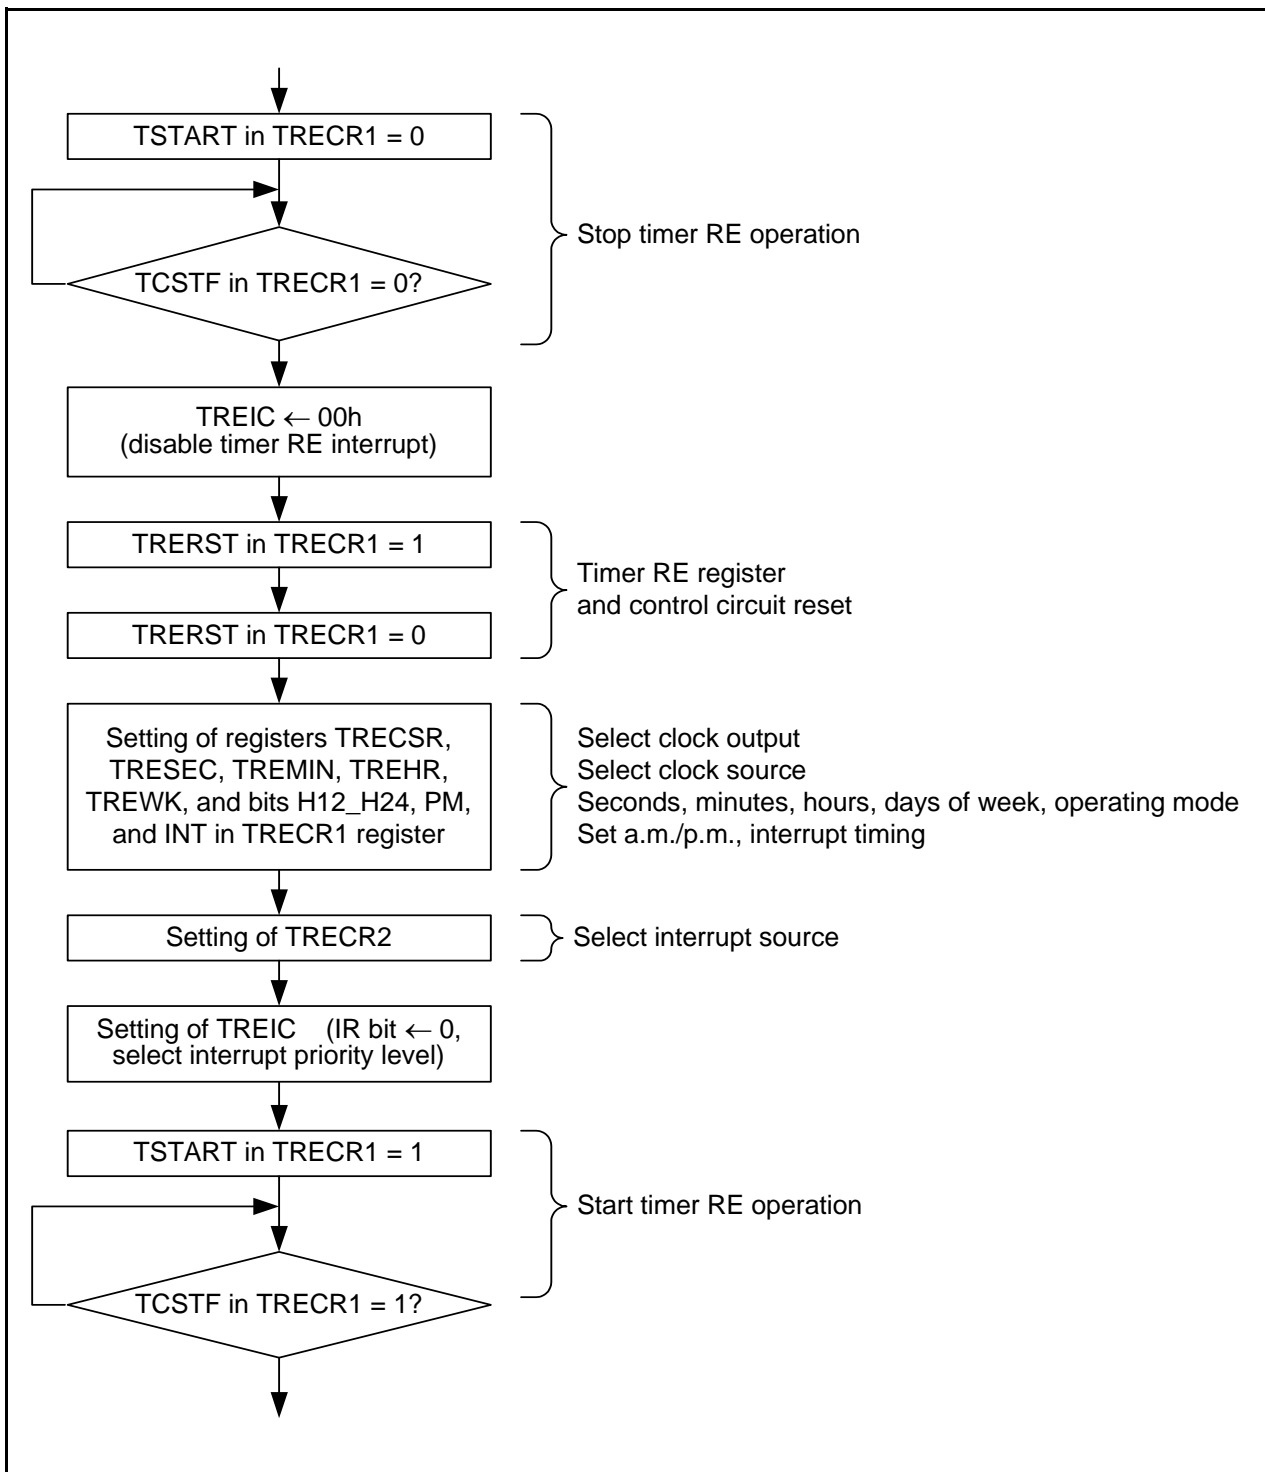 TSTART in TRECR1 = 0
Stop timer RE operation
TCSTF in TRECR1 = 0?
TREIC ← 00h
(disable timer RE interrupt)
TRERST in TRECR1 = 1
Timer RE register
and control circuit reset
TRERST in TRECR1 = 0
Setting of registers TRECSR,
TRESEC, TREMIN, TREHR,
TREWK, and bits H12_H24, PM,
and INT in TRECR1 register
Select clock output
Select clock source
Seconds, minutes, hours, days of week, operating mode
Set a.m./p.m., interrupt timing
Setting of TRECR2
Select interrupt source
Setting of TREIC (IR bit ← 0,
select interrupt priority level)
TSTART in TRECR1 = 1
Start timer RE operation
TCSTF in TRECR1 = 1?